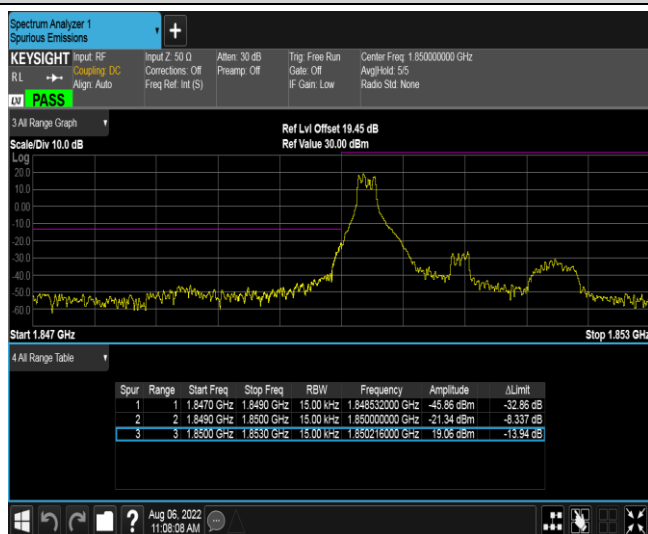 Spectrum Analyzer 1
Spurious Emissions
KEYSIGHT Input: RF Input Z: 50 Ω Atten: 30 dB Trig: Free Run Center Freq: 1.850000000 GHz
RL Coupling: DC Corrections: Off Preamp: Off Gate: Off Avg|Hold: 5/5
Align: Auto Freq Ref: Int (S) IF Gain: Low Radio Std: None
LXI PASS
3 All Range Graph
Ref Lvl Offset 19.45 dB
Scale/Div 10.0 dB Ref Value 30.00 dBm
Log
20.0
10.0
0.00
-10.0
-20.0
-30.0
-40.0
-50.0
-60.0
Start 1.847 GHz Stop 1.853 GHz
4 All Range Table
Spur Range Start Freq Stop Freq RBW Frequency Amplitude ΔLimit
1 1 1.8470 GHz 1.8490 GHz 15.00 kHz 1.848532000 GHz -45.86 dBm -32.86 dB
2 2 1.8490 GHz 1.8500 GHz 15.00 kHz 1.850000000 GHz -21.34 dBm -8.337 dB
3 3 1.8500 GHz 1.8530 GHz 15.00 kHz 1.850216000 GHz 19.06 dBm -13.94 dB
? Aug 06, 2022
11:08:08 AM